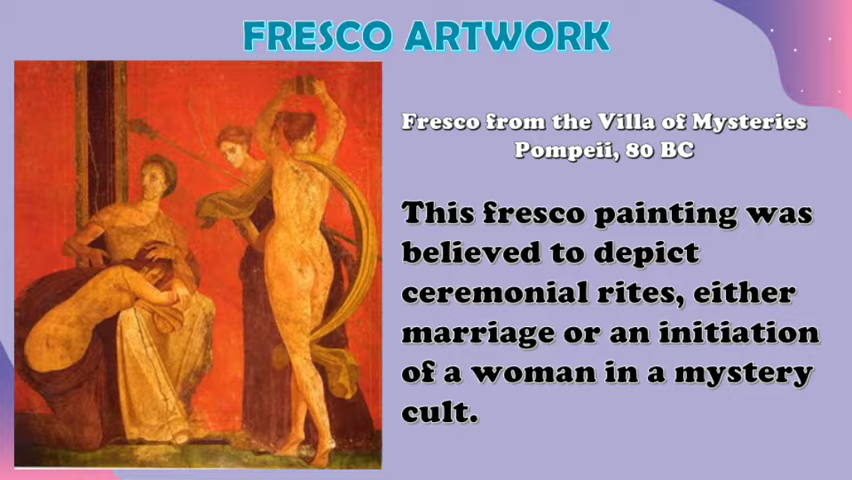 FRESCO ARTWORK
Fresco from the Villa of Mysteries
Pompeii, 80 BC
This fresco painting was
believed to depict
ceremonial rites, either
marriage or an initiation
of a woman in a mystery
cult.